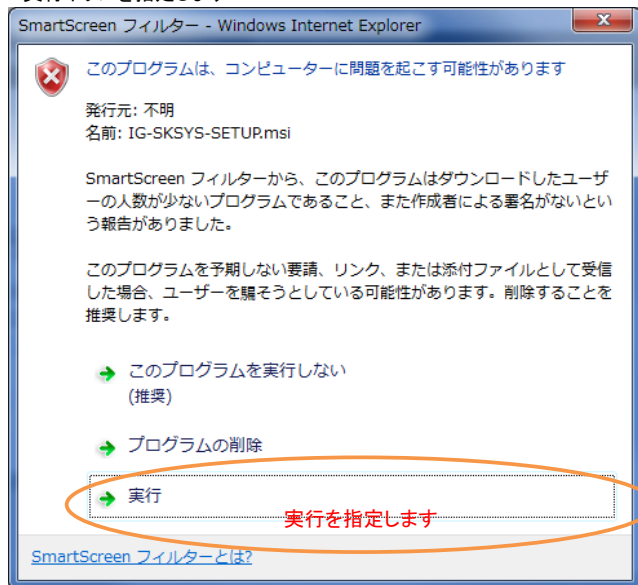 SmartScreen フィルター - Windows Internet Explorer
このプログラムは、コンピューターに問題を起こす可能性があります
発行元: 不明
名前: IG-SKSYS-SETUP.msi
SmartScreen フィルターから、このプログラムはダウンロードしたユーザ
ーの人数が少ないプログラムであること、また作成者による署名がないとい
う報告がありました。
このプログラムを予期しない要請、リンク、または添付ファイルとして受信
した場合、ユーザーを騙そうとしている可能性があります。削除することを
推奨します。
このプログラムを実行しない
(推奨)
プログラムの削除
実行
実行を指定します
SmartScreen フィルターとは?